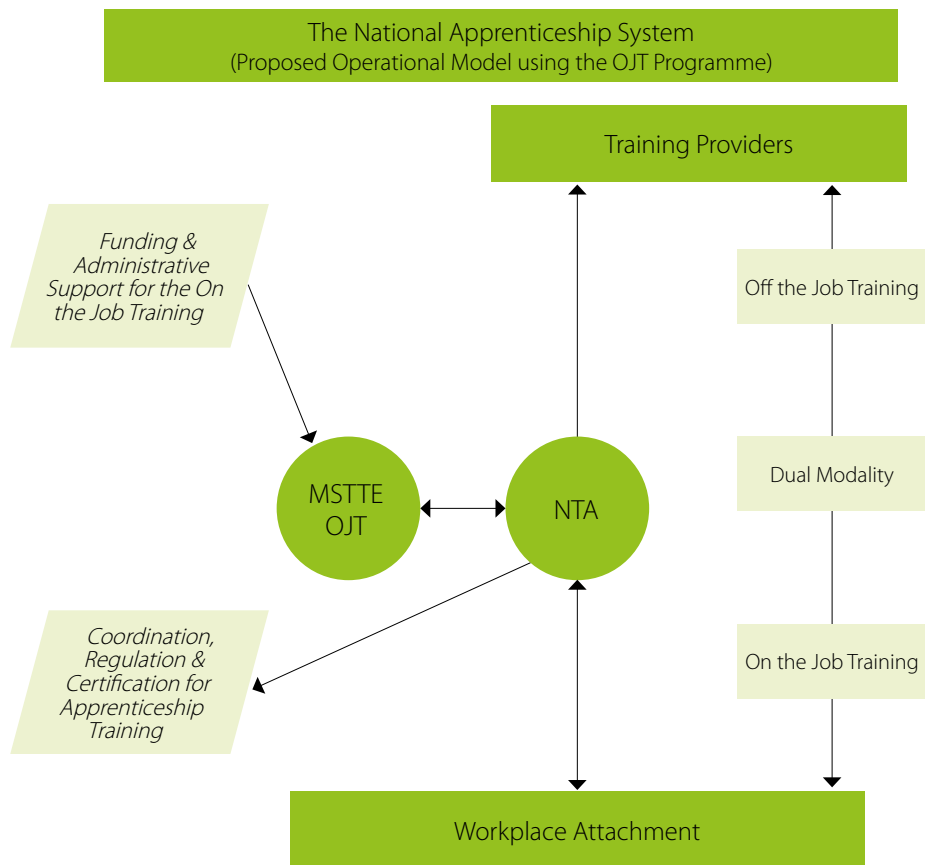 The National Apprenticeship System
(Proposed Operational Model using the OJT Programme)
Training Providers
Funding &
Administrative
Support for the On
the Job Training
Off the Job Training
MSTTE
OJT
NTA
Dual Modality
Coordination,
Regulation &
Certification for
Apprenticeship
Training
On the Job Training
Workplace Attachment